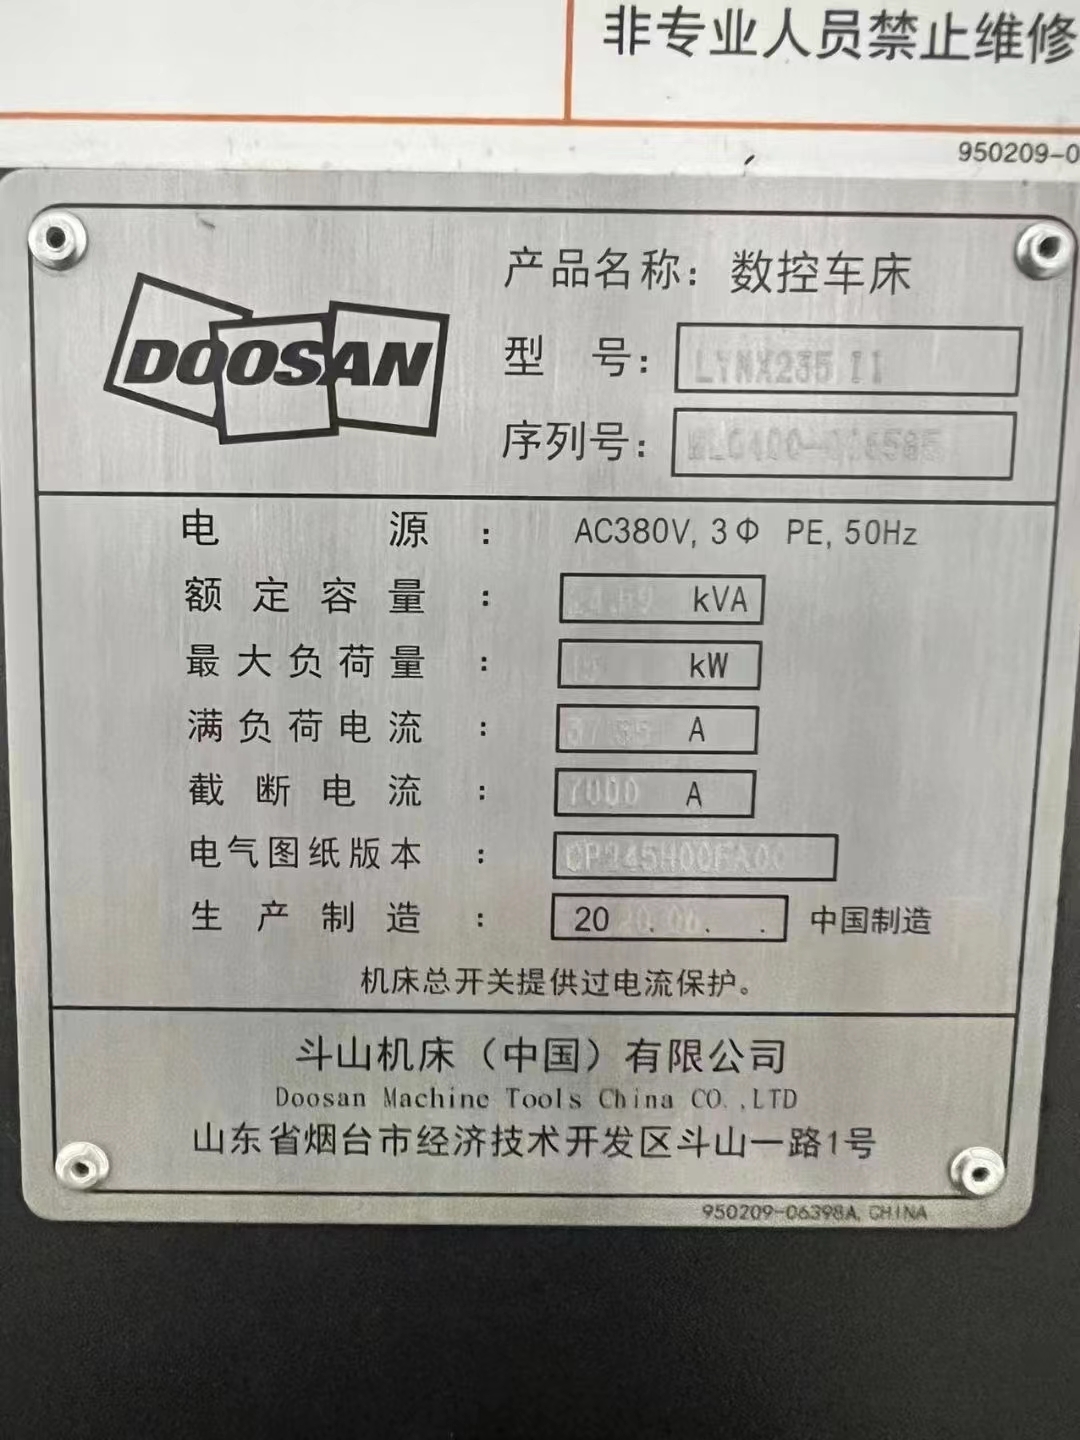 非专业人员禁止维修
950209-0
DOOSAN
产品名称：数控车床
型 号： LYNX235 II
序列号：
电 源 ： AC380V, 3Φ PE, 50Hz
额定容量 ： kVA
最大负荷量 ： kW
满负荷电流 ： A
截断电流 ： 7000 A
电气图纸版本 ：
生产制造 ： 20 20.06. . 中国制造
机床总开关提供过电流保护。
斗山机床（中国）有限公司
Doosan Machine Tools China CO.,LTD
山东省烟台市经济技术开发区斗山一路1号
950209-06398A, CHINA